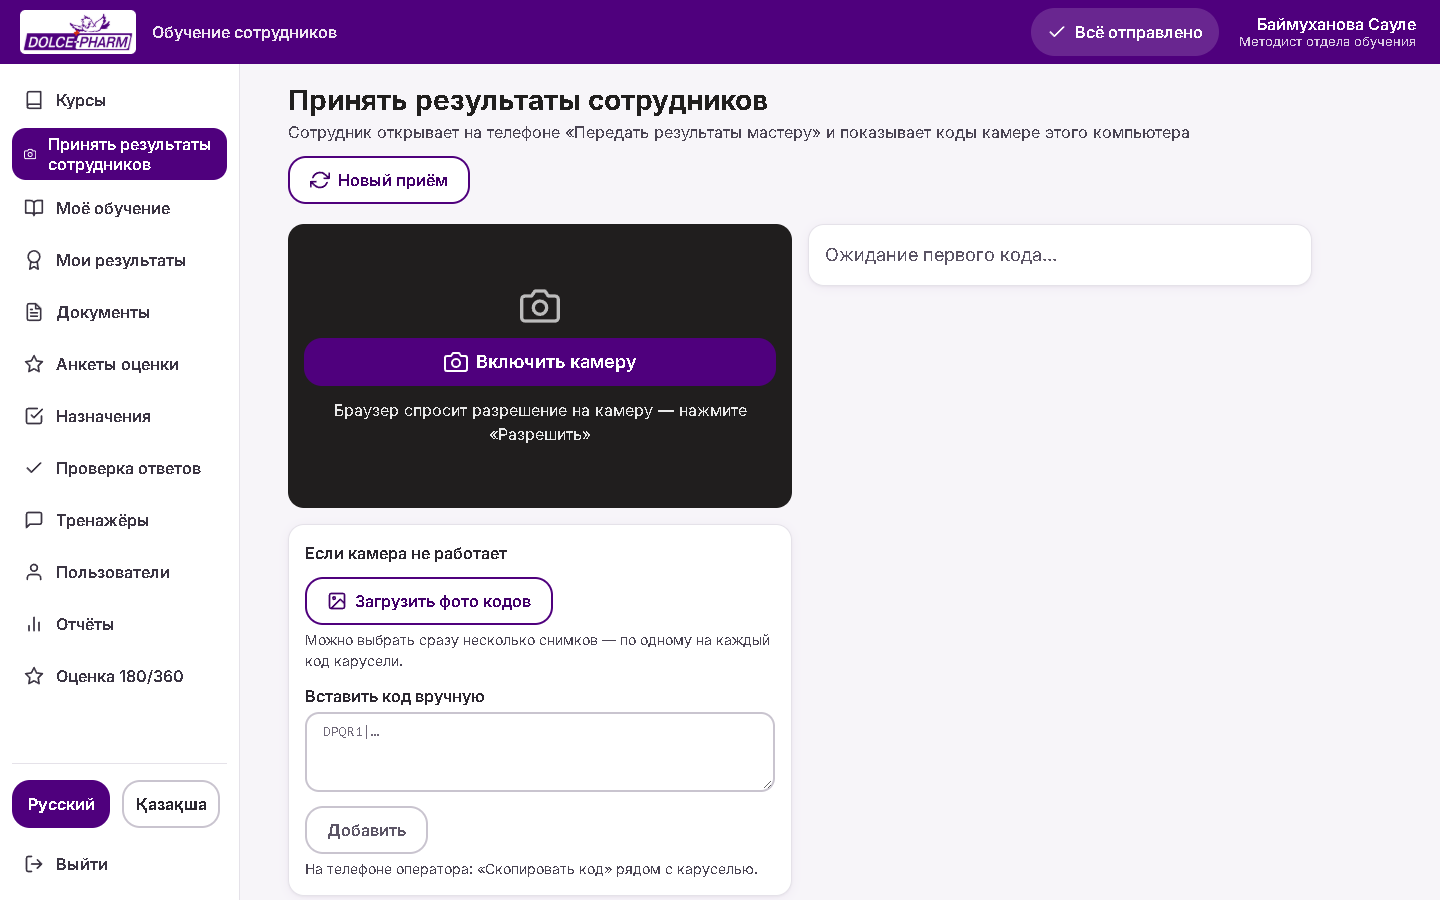 DOLCE-PHARM
Обучение сотрудников
Всё отправлено
Баймуханова Сауле
Методист отдела обучения
Курсы
Принять результаты
сотрудников
Моё обучение
Мои результаты
Документы
Анкеты оценки
Назначения
Проверка ответов
Тренажёры
Пользователи
Отчёты
Оценка 180/360
Русский
Қазақша
Выйти
Принять результаты сотрудников
Сотрудник открывает на телефоне «Передать результаты мастеру» и показывает коды камере этого компьютера
Новый приём
Включить камеру
Браузер спросит разрешение на камеру — нажмите
«Разрешить»
Если камера не работает
Загрузить фото кодов
Можно выбрать сразу несколько снимков — по одному на каждый
код карусели.
Вставить код вручную
DPQR1|…
Добавить
На телефоне оператора: «Скопировать код» рядом с каруселью.
Ожидание первого кода…